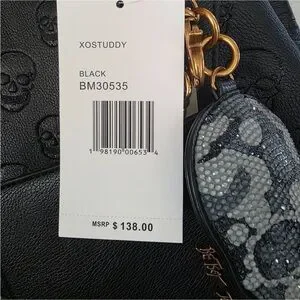 XOSTUDDY
BLACK
BM30535
1 98190 00653 4
MSRP $ 138.00